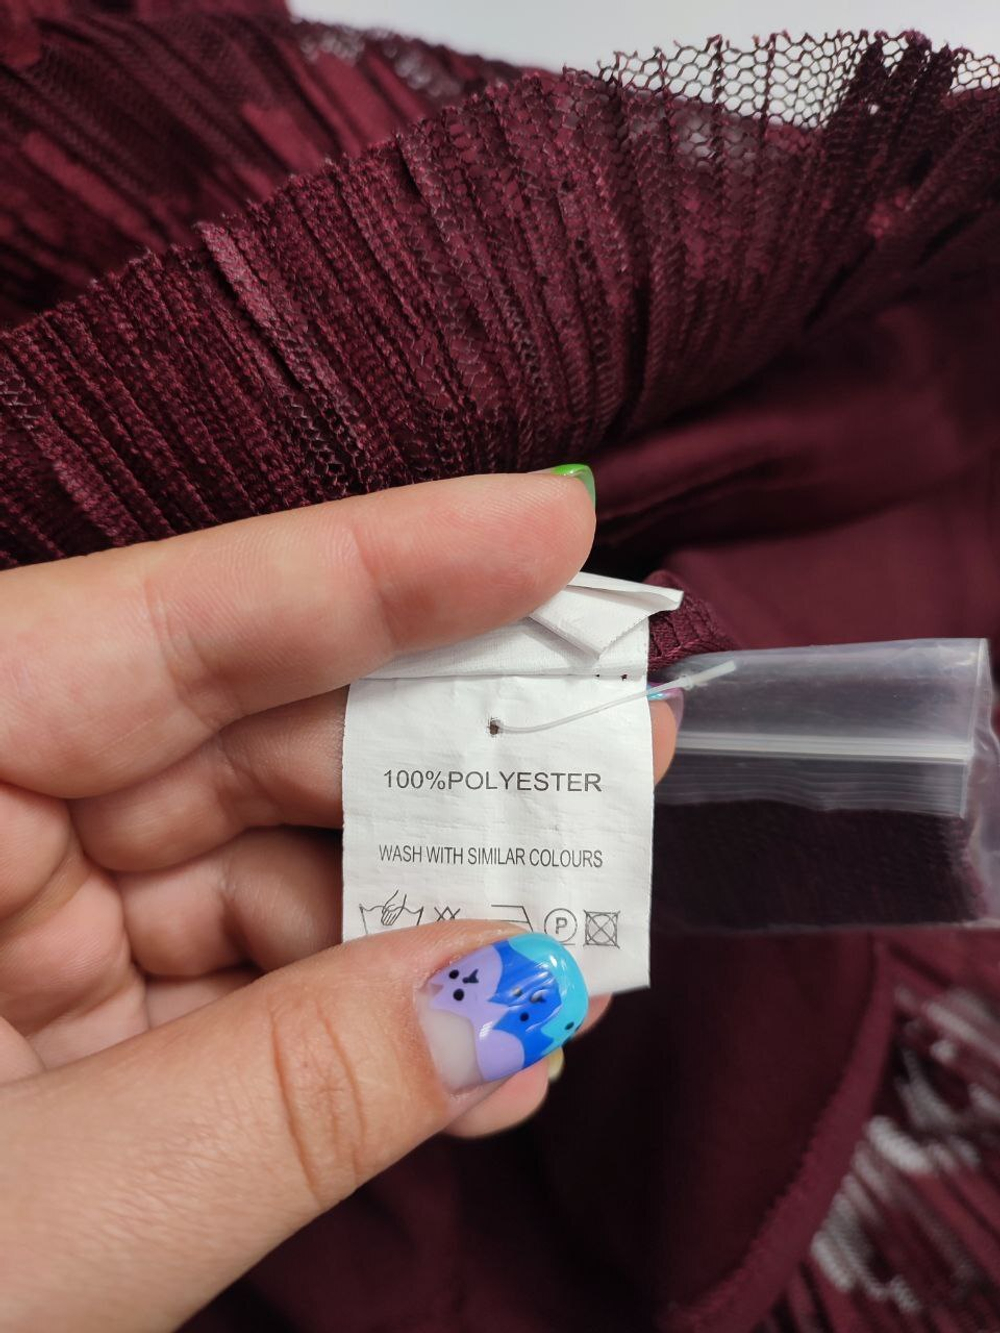 100%POLYESTER
WASH WITH SIMILAR COLOURS
P